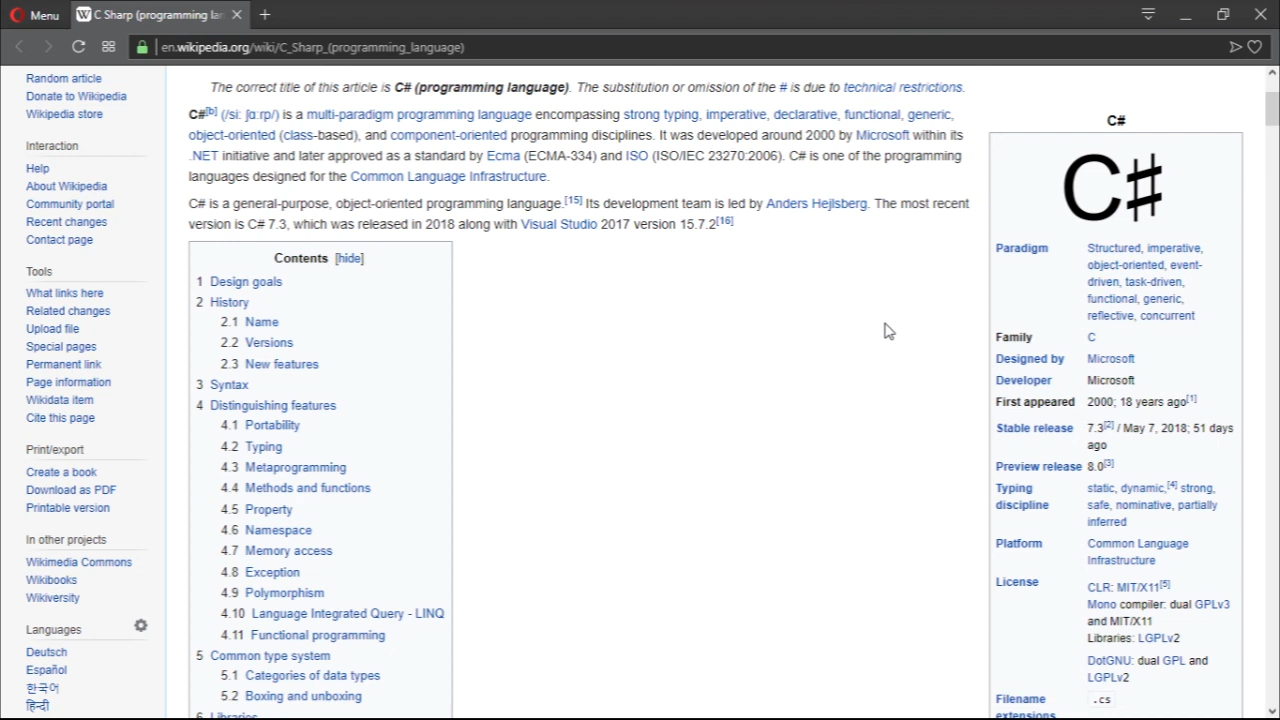 Menu
C Sharp (programming la
en.wikipedia.org/wiki/C_Sharp_(programming_language)
Random article
Donate to Wikipedia
Wikipedia store
Interaction
Help
About Wikipedia
Community portal
Recent changes
Contact page
Tools
What links here
Related changes
Upload file
Special pages
Permanent link
Page information
Wikidata item
Cite this page
Print/export
Create a book
Download as PDF
Printable version
In other projects
Wikimedia Commons
Wikibooks
Wikiversity
Languages
Deutsch
Español
한국어
हिन्दी
The correct title of this article is C# (programming language). The substitution or omission of the # is due to technical restrictions.
C#[b] (/siː ʃɑːrp/) is a multi-paradigm programming language encompassing strong typing, imperative, declarative, functional, generic,
object-oriented (class-based), and component-oriented programming disciplines. It was developed around 2000 by Microsoft within its
.NET initiative and later approved as a standard by Ecma (ECMA-334) and ISO (ISO/IEC 23270:2006). C# is one of the programming
languages designed for the Common Language Infrastructure.
C# is a general-purpose, object-oriented programming language.[15] Its development team is led by Anders Hejlsberg. The most recent
version is C# 7.3, which was released in 2018 along with Visual Studio 2017 version 15.7.2[16]
Contents [hide]
1 Design goals
2 History
2.1 Name
2.2 Versions
2.3 New features
3 Syntax
4 Distinguishing features
4.1 Portability
4.2 Typing
4.3 Metaprogramming
4.4 Methods and functions
4.5 Property
4.6 Namespace
4.7 Memory access
4.8 Exception
4.9 Polymorphism
4.10 Language Integrated Query - LINQ
4.11 Functional programming
5 Common type system
5.1 Categories of data types
5.2 Boxing and unboxing
6 Libraries
C#
C#
Paradigm Structured, imperative,
object-oriented, event-
driven, task-driven,
functional, generic,
reflective, concurrent
Family C
Designed by Microsoft
Developer Microsoft
First appeared 2000; 18 years ago[1]
Stable release 7.3[2] / May 7, 2018; 51 days
ago
Preview release 8.0[3]
Typing static, dynamic,[4] strong,
discipline safe, nominative, partially
inferred
Platform Common Language
Infrastructure
License CLR: MIT/X11[5]
Mono compiler: dual GPLv3
and MIT/X11
Libraries: LGPLv2
DotGNU: dual GPL and
LGPLv2
Filename .cs
extensions